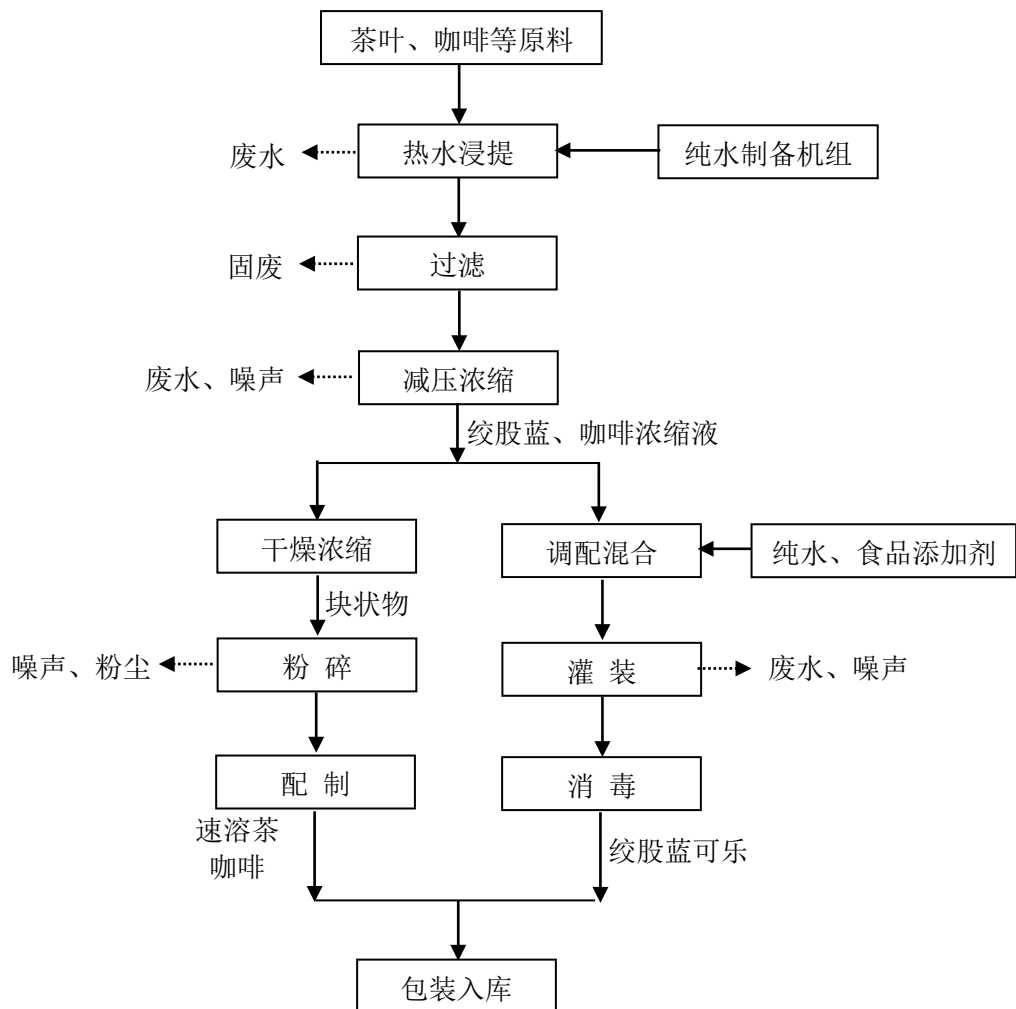 茶叶、咖啡等原料
废水
热水浸提
纯水制备机组
固废
过滤
废水、噪声
减压浓缩
绞股蓝、咖啡浓缩液
干燥浓缩
调配混合
纯水、食品添加剂
块状物
噪声、粉尘
粉 碎
灌 装
废水、噪声
配 制
消 毒
速溶茶
咖啡
绞股蓝可乐
包装入库